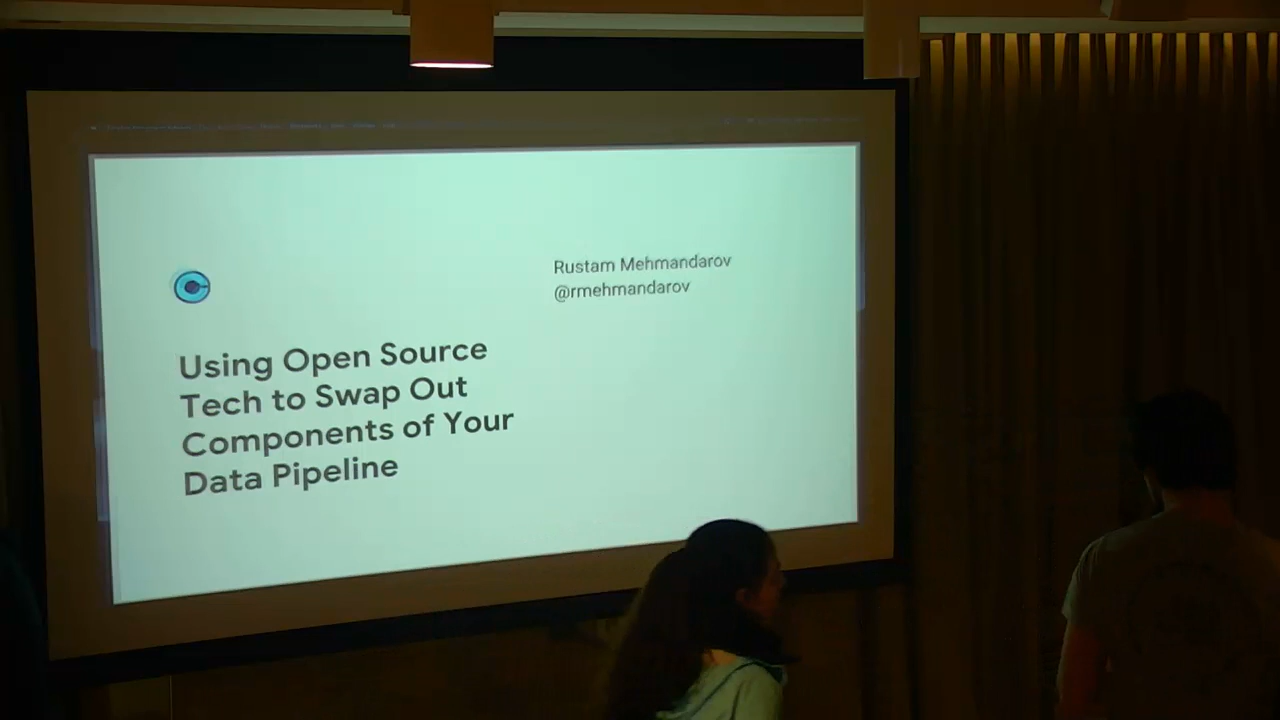 Rustam Mehmandarov
@rmehmandarov
Using Open Source
Tech to Swap Out
Components of Your
Data Pipeline